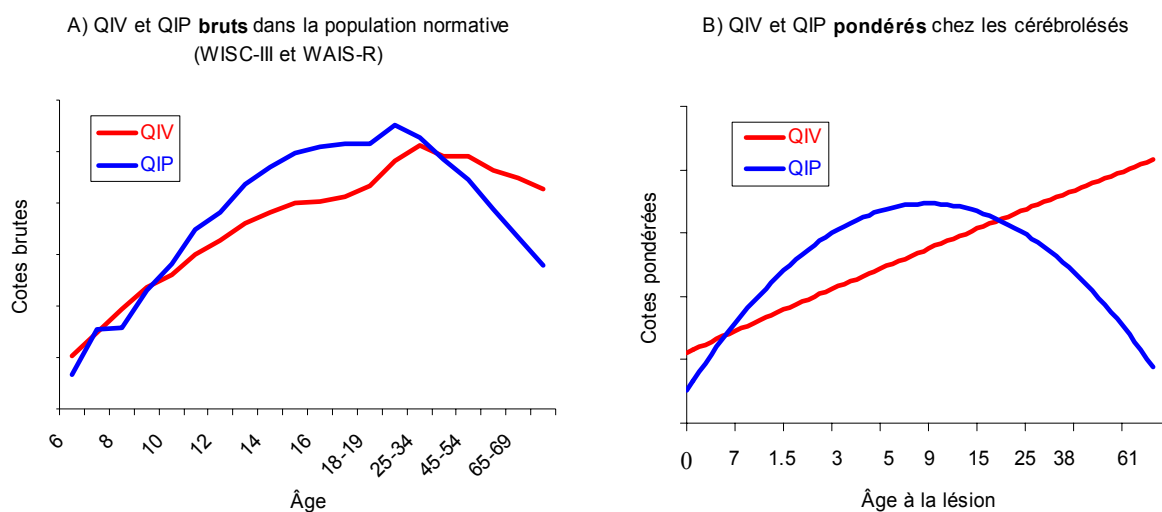 A) QIV et QIP bruts dans la population normative
(WISC-III et WAIS-R)
QIV
QIP
Cotes brutes
6
8
10
12
14
16
18-19
25-34
45-54
65-69
Âge
B) QIV et QIP pondérés chez les cérébrolésés
QIV
QIP
Cotes pondérées
0 7 1.5 3 5 9 15 25 38 61
Âge à la lésion